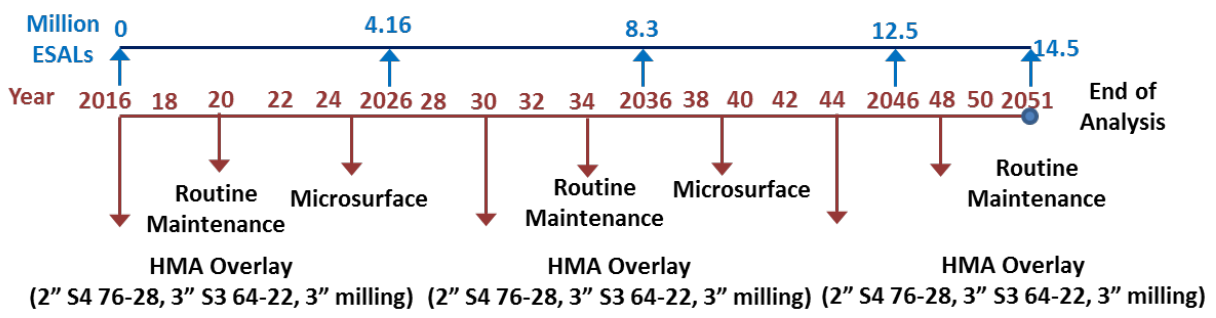 Million 0 4.16 8.3 12.5
ESALs 14.5
Year 2016 18 20 22 24 2026 28 30 32 34 2036 38 40 42 44 2046 48 50 2051 End of
Analysis
Routine Microsurface Routine Microsurface Routine
Maintenance Maintenance Maintenance
HMA Overlay HMA Overlay HMA Overlay
(2” S4 76-28, 3” S3 64-22, 3” milling) (2” S4 76-28, 3” S3 64-22, 3” milling) (2” S4 76-28, 3” S3 64-22, 3” milling)